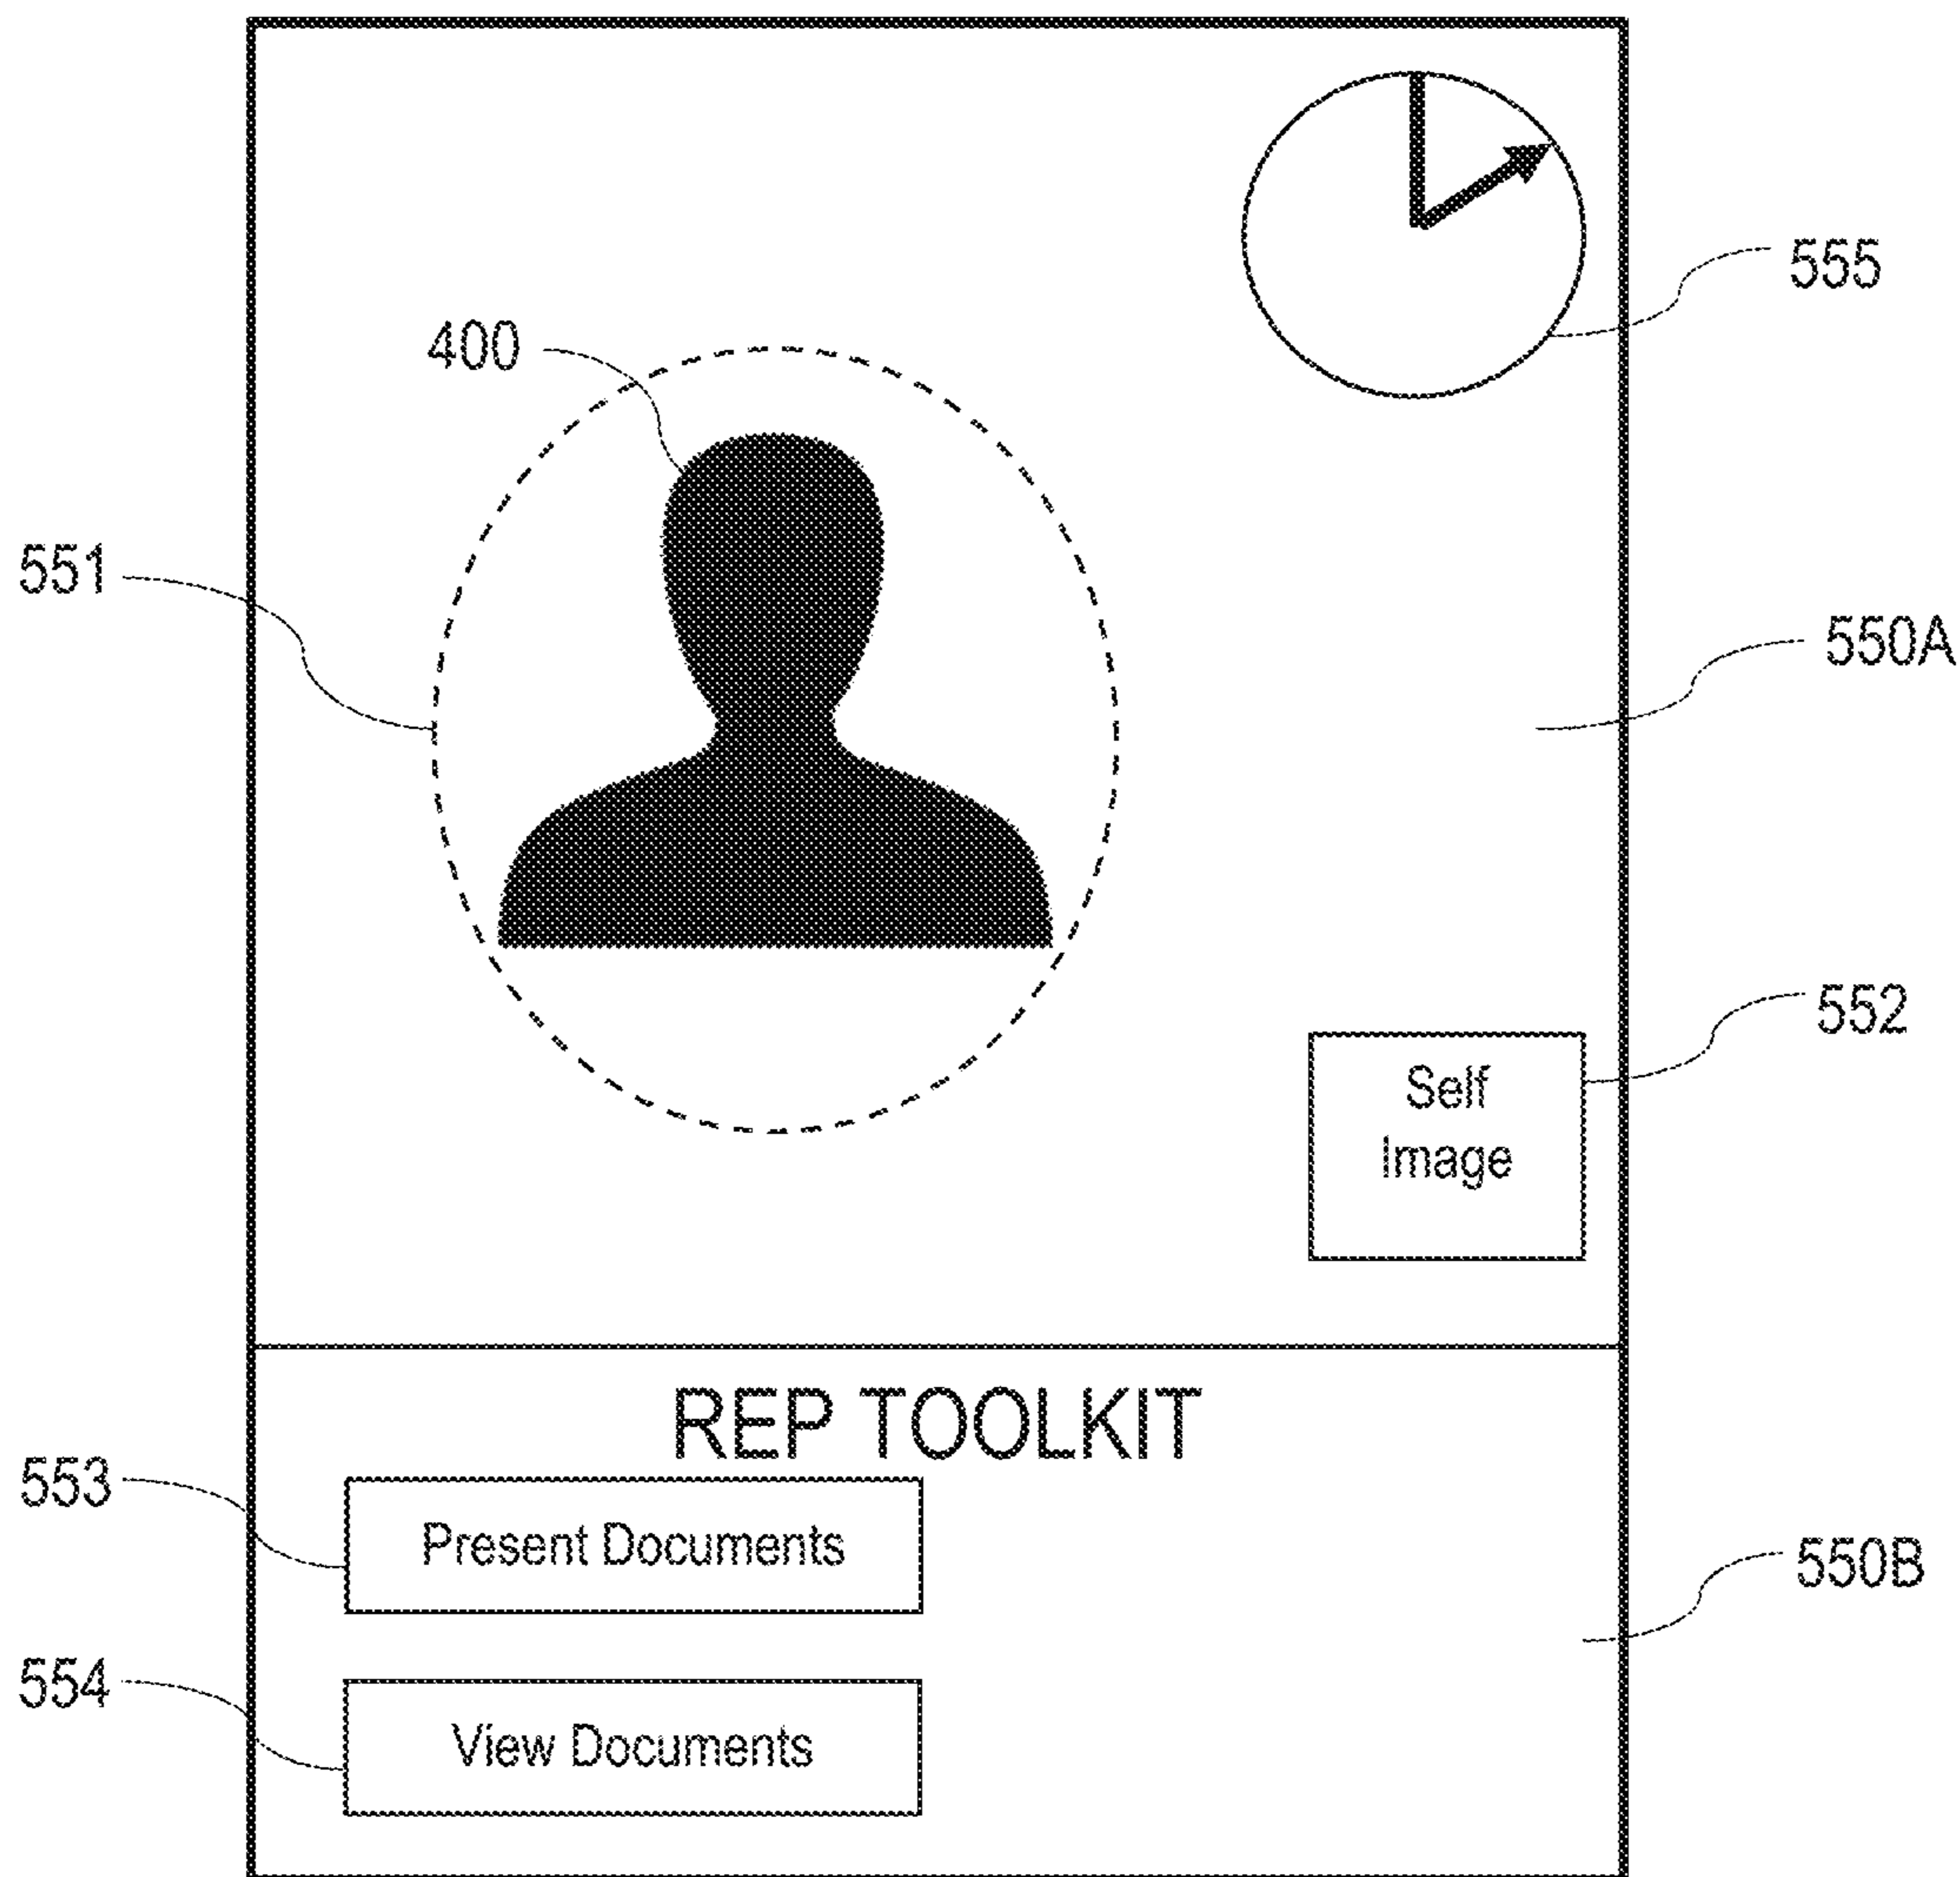 555
400
551
550A
552
Self
Image
REP TOOLKIT
553
Present Documents
550B
554
View Documents